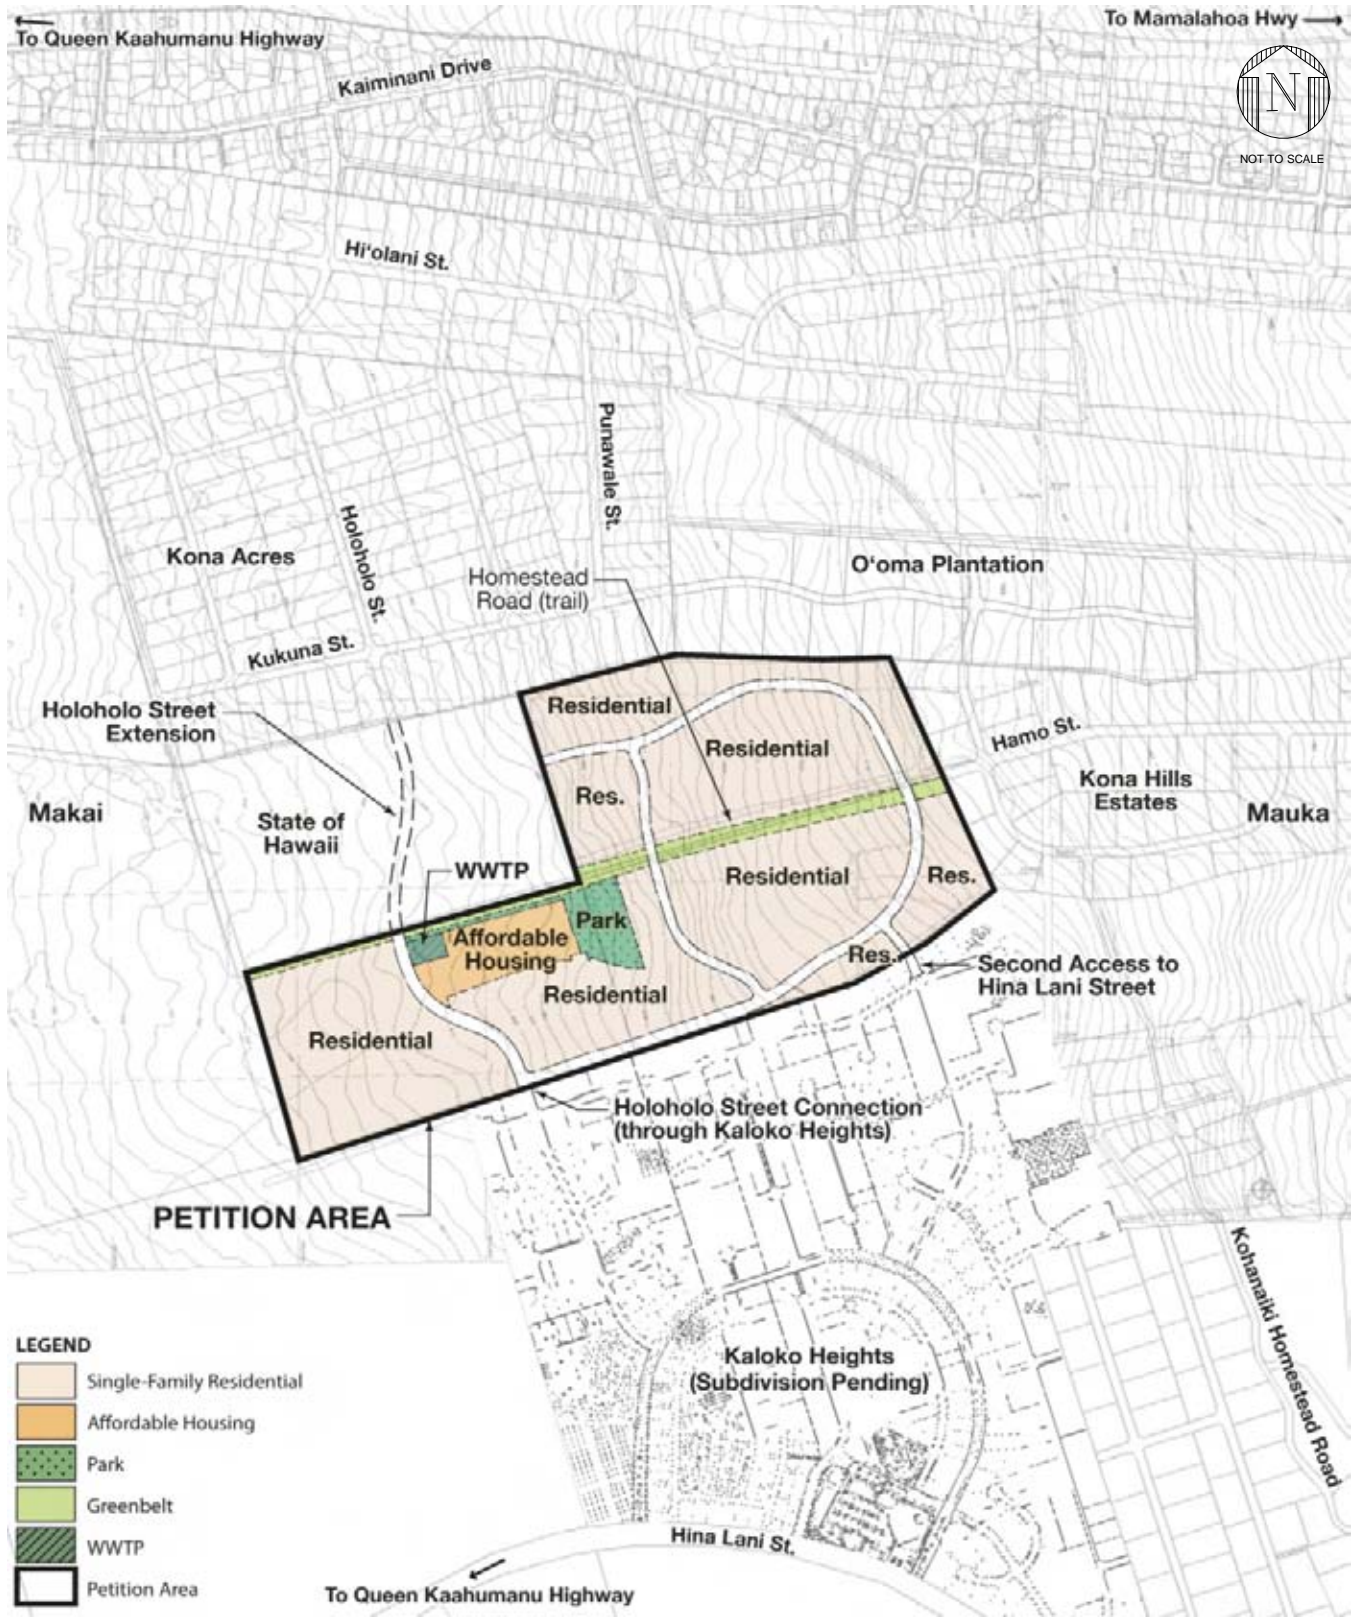 To Queen Kaahumanu Highway
To Mamalahoa Hwy
N
NOT TO SCALE
Kaiminani Drive
Hi'olani St.
Punawale St.
Holoholo St.
Kona Acres
O'oma Plantation
Homestead
Road (trail)
Kukuna St.
Holoholo Street
Extension
Residential
Residential
Hamo St.
Res.
Kona Hills
Estates
Makai
Mauka
State of
Hawaii
WWTP
Residential
Res.
Park
Affordable
Housing
Res.
Second Access to
Hina Lani Street
Residential
Residential
Holoholo Street Connection
(through Kaloko Heights)
PETITION AREA
Kohanaiki Homestead Road
Kaloko Heights
(Subdivision Pending)
Hina Lani St.
To Queen Kaahumanu Highway
LEGEND
Single-Family Residential
Affordable Housing
Park
Greenbelt
WWTP
Petition Area